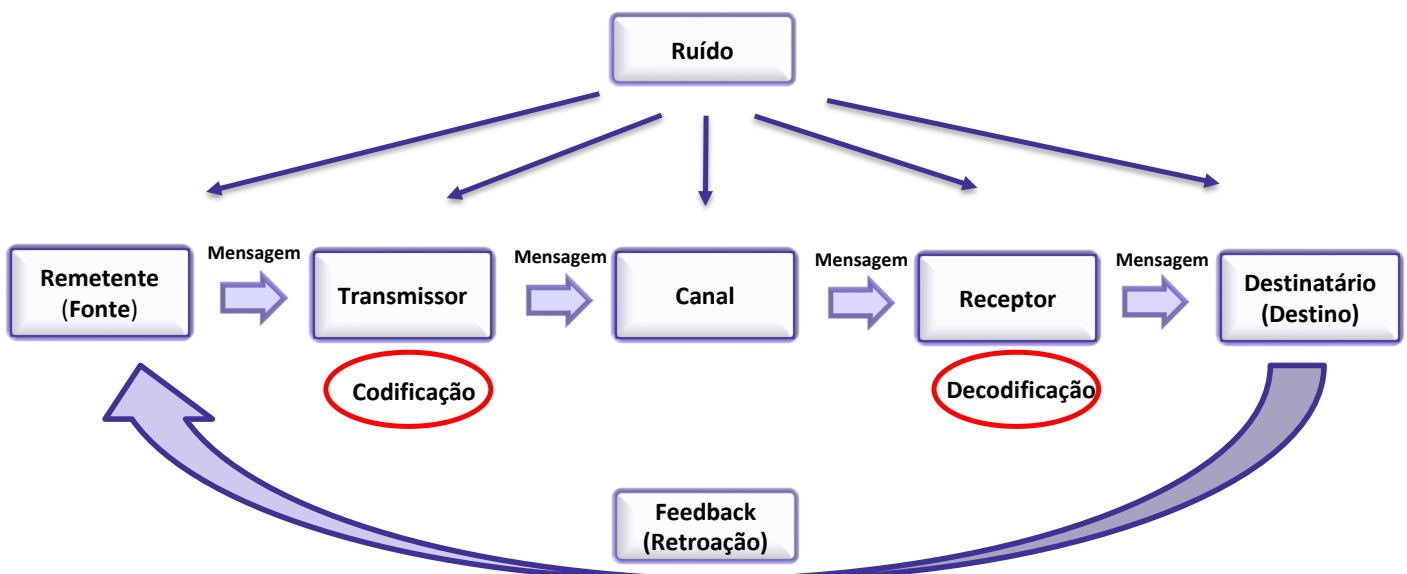 Ruído
Mensagem
Mensagem
Mensagem
Mensagem
Remetente
(Fonte)
Transmissor
Canal
Receptor
Destinatário
(Destino)
Codificação
Decodificação
Feedback
(Retroação)